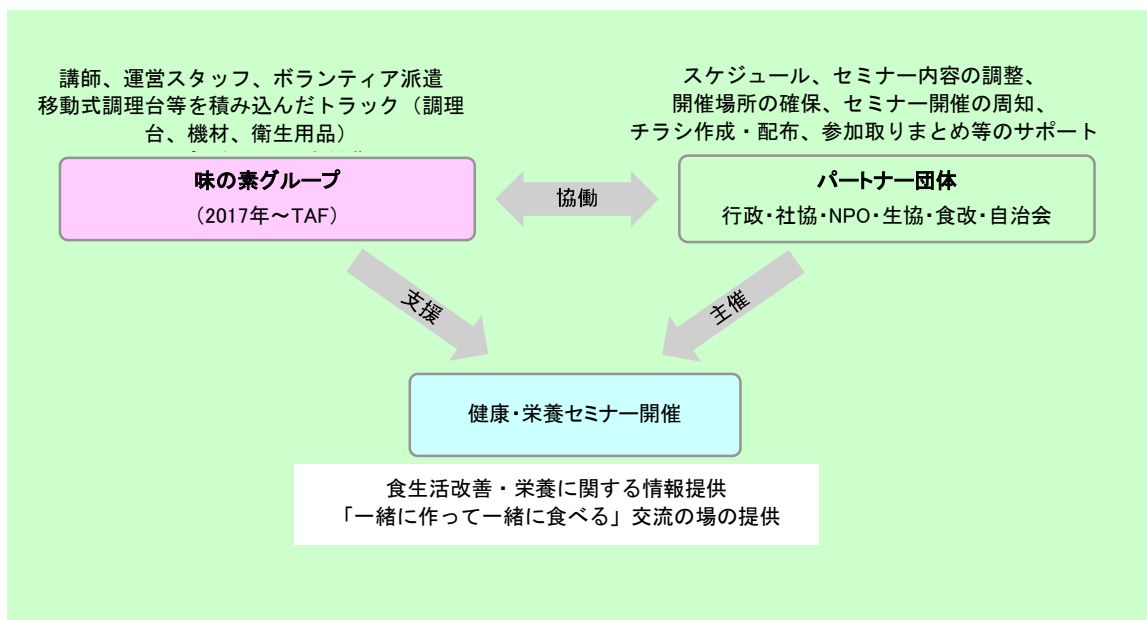 講師、運営スタッフ、ボランティア派遣
移動式調理台等を積み込んだトラック（調理
台、機材、衛生用品）
味の素グループ
（2017年～TAF）
スケジュール、セミナー内容の調整、
開催場所の確保、セミナー開催の周知、
チラシ作成・配布、参加取りまとめ等のサポート
協働
パートナー団体
行政・社協・NPO・生協・食改・自治会
支援
主催
健康・栄養セミナー開催
食生活改善・栄養に関する情報提供
「一緒に作って一緒に食べる」交流の場の提供